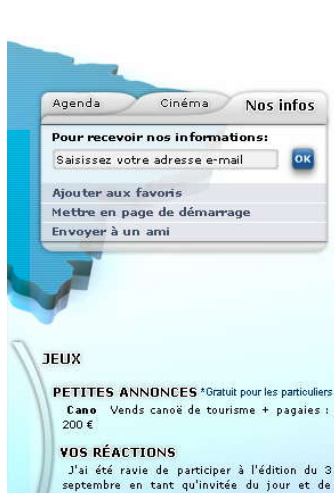 Agenda Cinéma Nos infos
Pour recevoir nos informations:
Saisissez votre adresse e-mail OK
Ajouter aux favoris
Mettre en page de démarrage
Envoyer à un ami
JEUX
PETITES ANNONCES *Gratuit pour les particuliers
Cano Vends canoë de tourisme + pagaies :
200 €
VOS RÉACTIONS
J'ai été ravie de participer à l'édition du 3
septembre en tant qu'invitée du jour et de